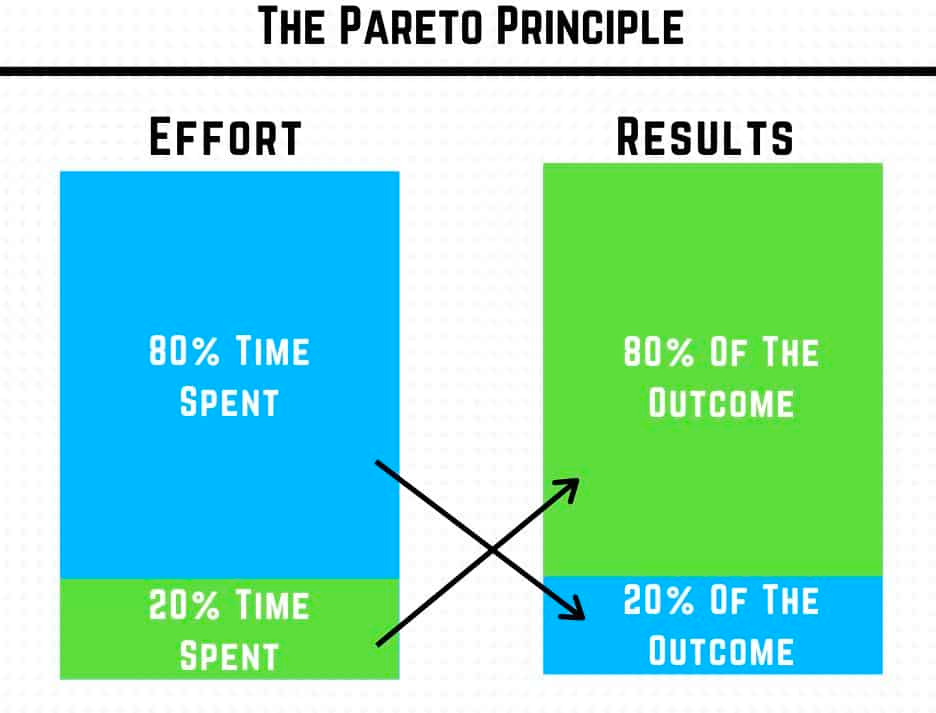 The Pareto Principle
Effort
Results
80% Time
Spent
80% Of The
Outcome
20% Time
Spent
20% Of The
Outcome